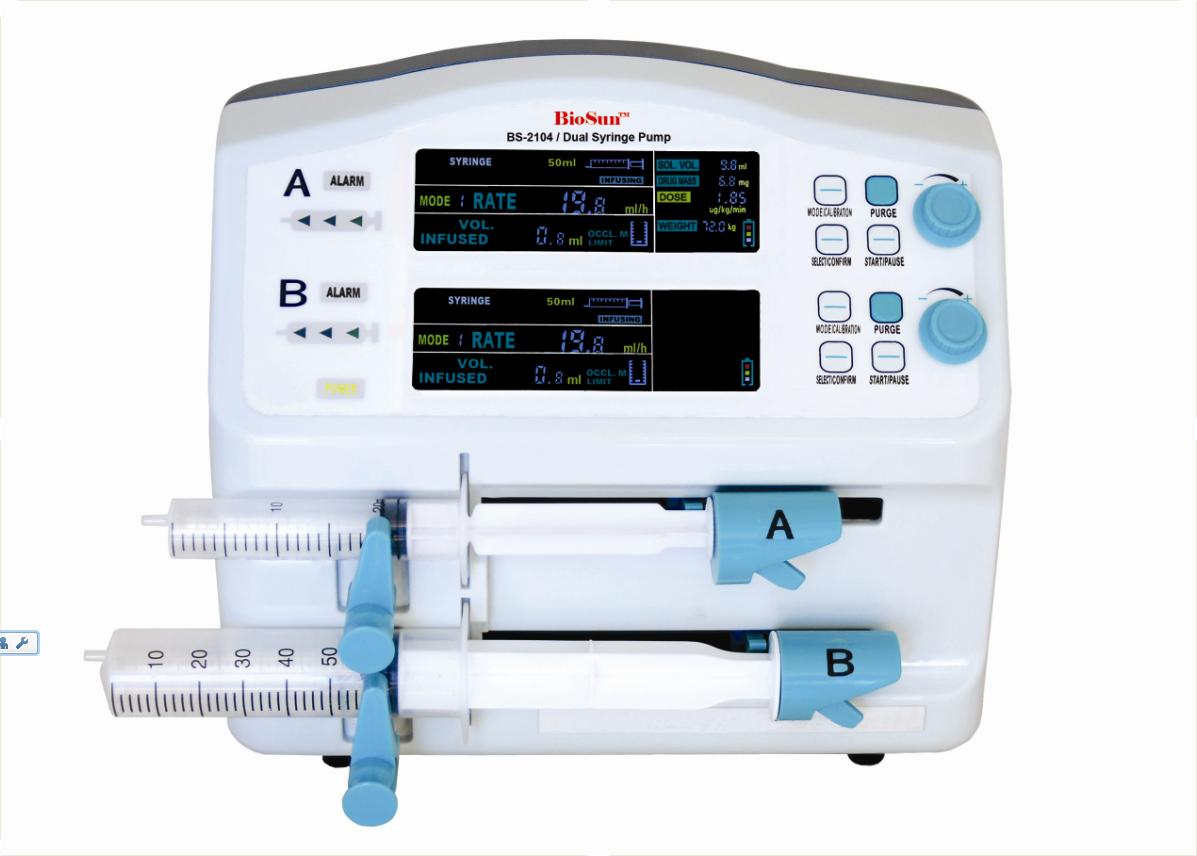 BioSun™
BS-2104 / Dual Syringe Pump
A ALARM
SYRINGE 50ml
INFUSING
MODE 1 RATE 19.8 ml/h
VOL. INFUSED 0.8 ml OCCL. M LIMIT
SOL. VOL. 9.8 ml
DRUG MASS 6.8 mg
DOSE 1.85
ug/kg/min
WEIGHT 72.0 kg
MODE/CALIBRATION PURGE
SELECT/CONFIRM START/PAUSE
- +
B ALARM
SYRINGE 50ml
INFUSING
MODE 1 RATE 19.8 ml/h
VOL. INFUSED 0.8 ml OCCL. M LIMIT
MODE/CALIBRATION PURGE
SELECT/CONFIRM START/PAUSE
- +
POWER
10 20
A
10 20 30 40 50
B